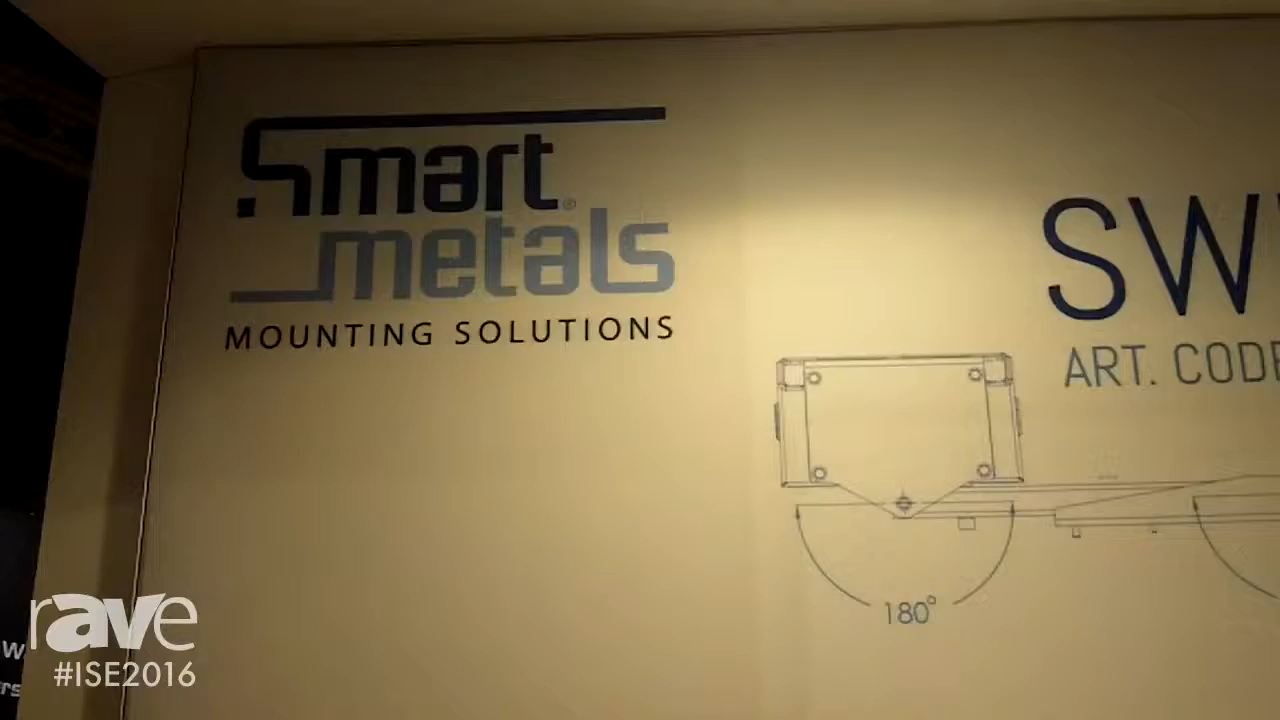 Smart®
metals
MOUNTING SOLUTIONS
SW
ART. CODE
180°
rave
#ISE2016